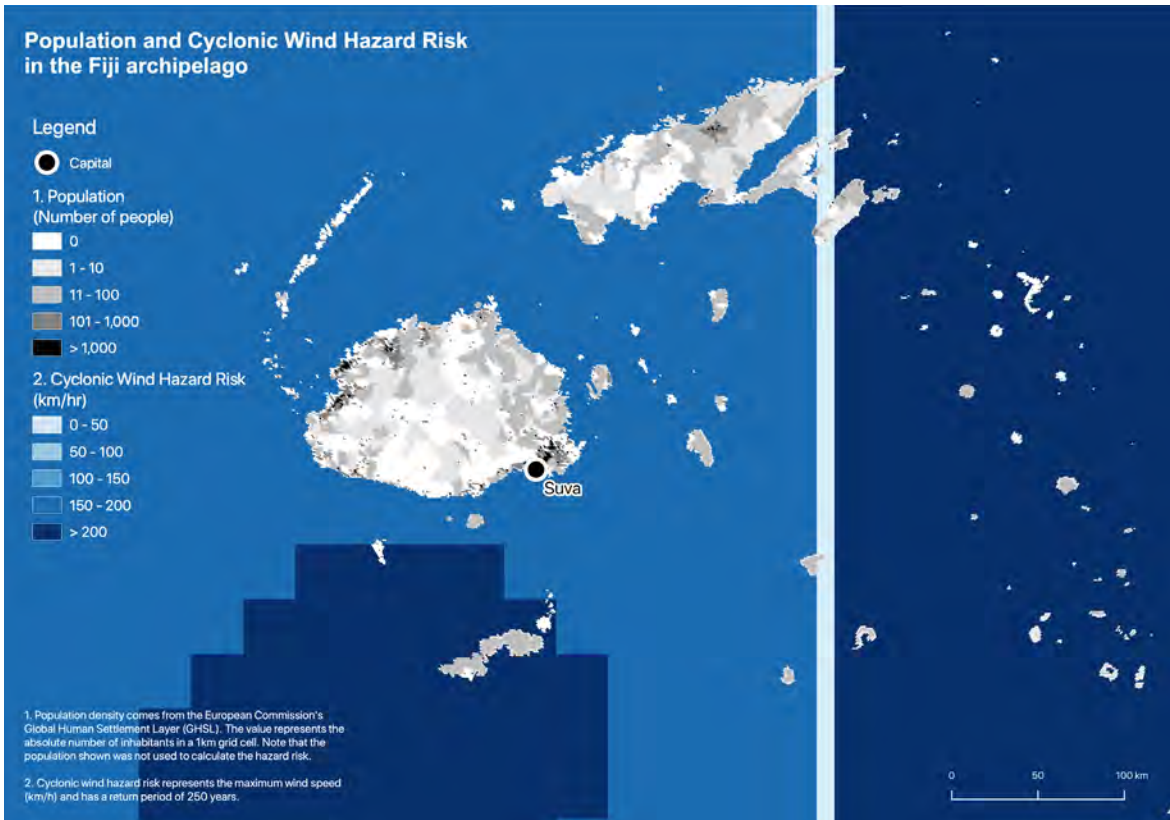 Population and Cyclonic Wind Hazard Risk
in the Fiji archipelago
Legend
Capital
1. Population
(Number of people)
0
1 - 10
11 - 100
101 - 1,000
> 1,000
2. Cyclonic Wind Hazard Risk
(km/hr)
0 - 50
50 - 100
100 - 150
150 - 200
> 200
Suva
1. Population density comes from the European Commission's
Global Human Settlement Layer (GHSL). The value represents the
absolute number of inhabitants in a 1km grid cell. Note that the
population shown was not used to calculate the hazard risk.
2. Cyclonic wind hazard risk represents the maximum wind speed
(km/h) and has a return period of 250 years.
0 50 100 km